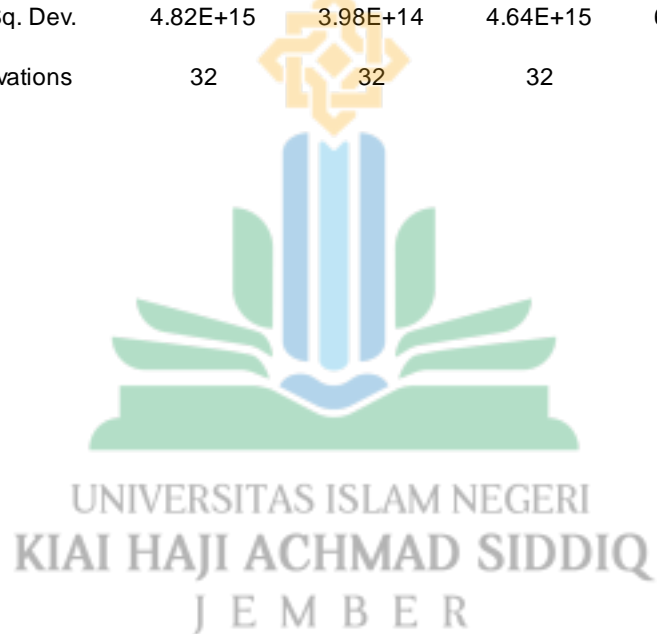 Sq. Dev. 4.82E+15 3.98E+14 4.64E+15
vations 32 32 32
UNIVERSITAS ISLAM NEGERI
KIAI HAJI ACHMAD SIDDIQ
J E M B E R